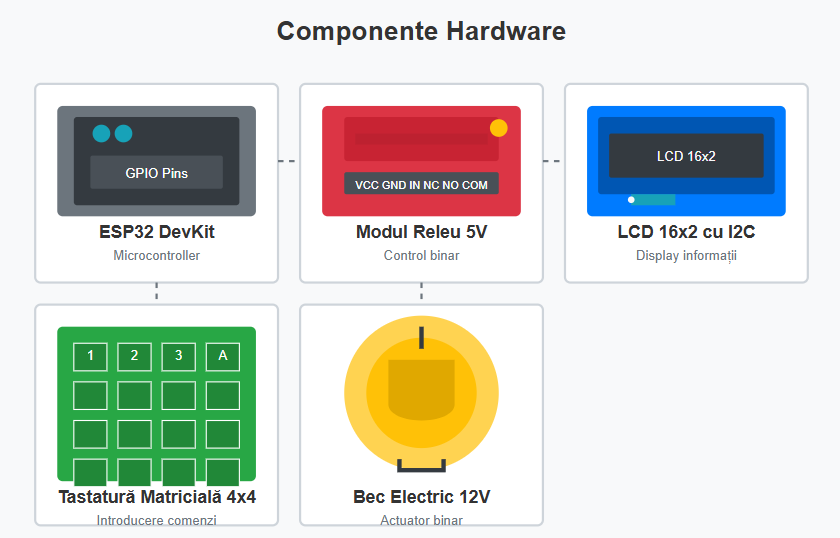 Componente Hardware
GPIO Pins
ESP32 DevKit
Microcontroller
VCC GND IN NC NO COM
Modul Releu 5V
Control binar
LCD 16x2
LCD 16x2 cu I2C
Display informații
1 2 3 A
Tastatură Matricială 4x4
Introducere comenzi
Bec Electric 12V
Actuator binar